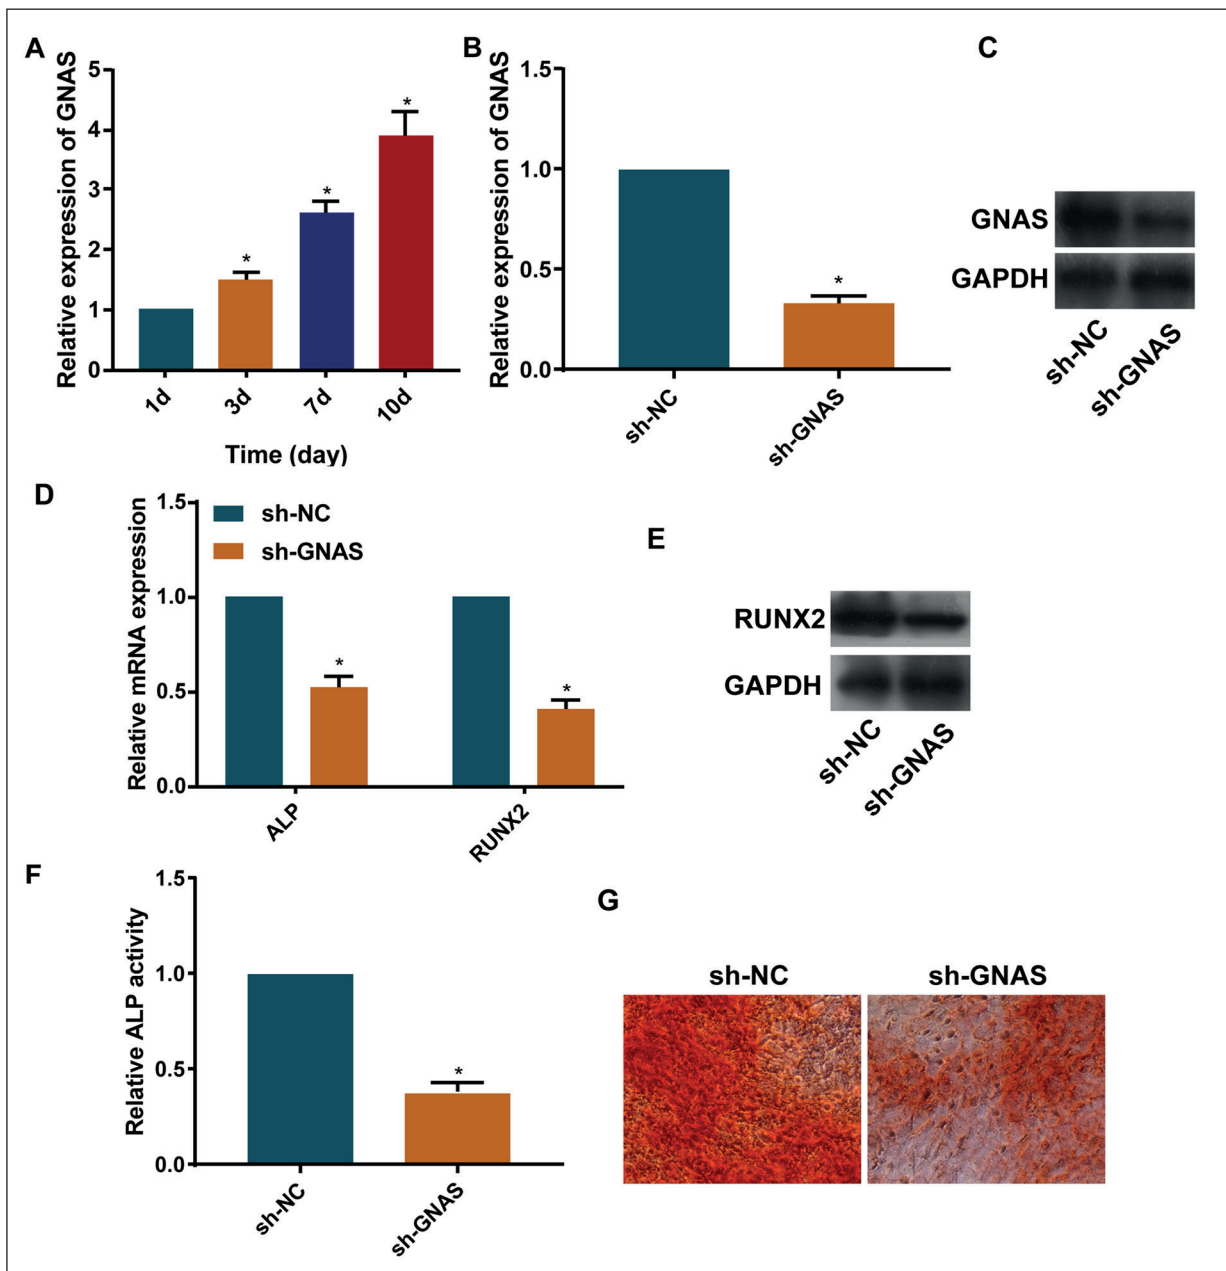 A
Relative expression of GNAS
5
4
3
2
1
0
*
*
*
1d
3d
7d
10d
Time (day)
B
Relative expression of GNAS
1.5
1.0
0.5
0.0
*
sh-NC
sh-GNAS
C
GNAS
GAPDH
sh-NC
sh-GNAS
D
Relative mRNA expression
1.5
1.0
0.5
0.0
sh-NC
sh-GNAS
*
*
ALP
RUNX2
E
RUNX2
GAPDH
sh-NC
sh-GNAS
F
Relative ALP activity
1.5
1.0
0.5
0.0
*
sh-NC
sh-GNAS
G
sh-NC
sh-GNAS